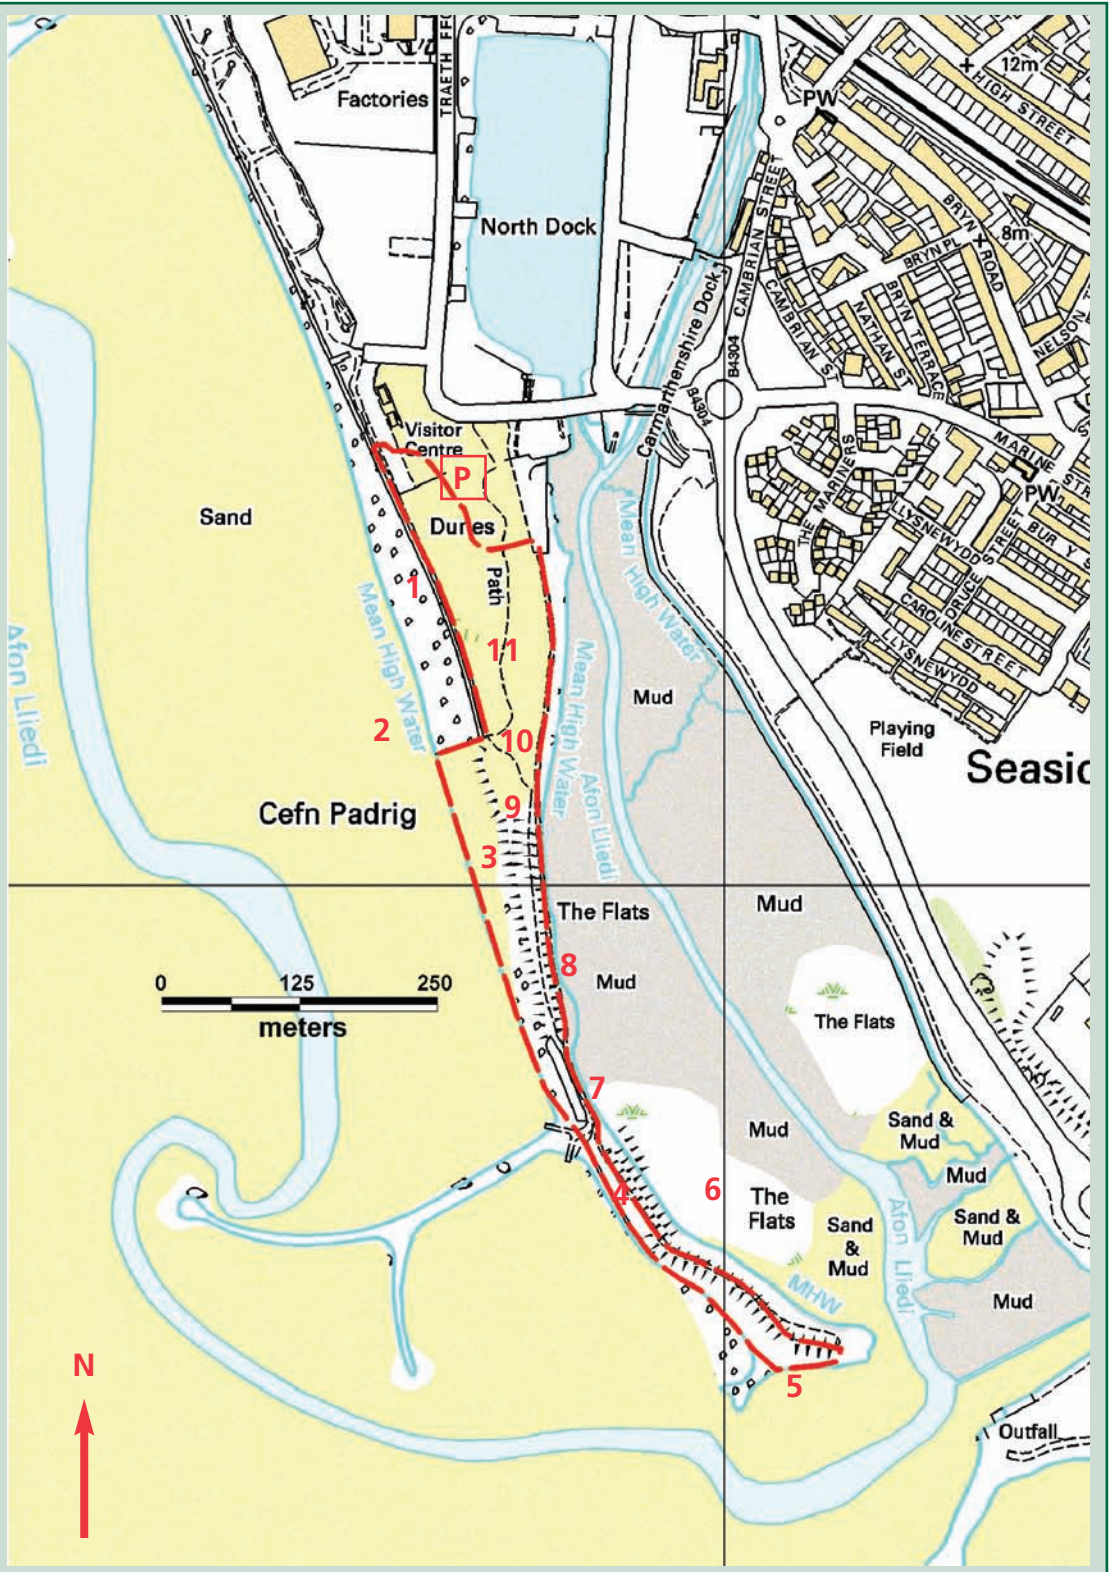 Factories
TRAETH FFO
North Dock
PW
12m
HIGH STREET
BRYN ROAD
8m
BRYN PL
CAMBRIAN STREET
CAMBRIAN ST
NATHAN ST
BRYN TERRACE
NELSON
B4304
B4304
Carmarthenshire Dock
MARINE STR
PW
THE MARINERS
LLYSNEWYDD
BURY
STREET
CAROLINE STREET
LLYSNEWYDD
Visitor
Centre
P
Dunes
Path
Sand
1
Mean High Water
Afon Lliedi
2
11
10
9
3
Mean High Water
Mean High Water
Afon Lliedi
Mud
Playing
Field
Seasid
Cefn Padrig
The Flats
Mud
Mud
8
0 125 250
meters
The Flats
7
Mud
Sand &
Mud
Mud
4
6
The
Flats
Sand
&
Mud
Sand &
Mud
Afon Lliedi
MHW
Mud
5
N
Outfall